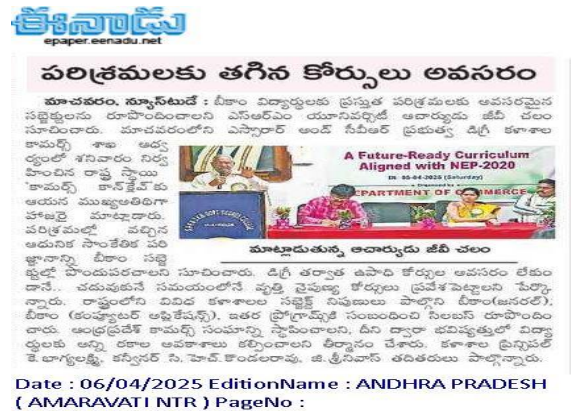 ఈనాడు
epaper.eenadu.net
పరిశ్రమలకు తగిన కోర్సులు అవసరం
మాచవరం, న్యూస్‌టుడే : బీకాం విద్యార్థులకు ప్రస్తుత పరిశ్రమలకు అవసరమైన
సబ్జెక్టులను రూపొందించాలని ఎస్ఆర్ఎం యూనివర్సిటీ ఆచార్యుడు జీవీ చలం
సూచించారు. మాచవరంలోని ఎస్సారార్ అండ్ సీవీఆర్ ప్రభుత్వ డిగ్రీ కళాశాల
కామర్స్ శాఖ ఆధ్వ
ర్యంలో శనివారం నిర్వ
హించిన రాష్ట్ర స్థాయి
'కామర్స్ కాన్‌క్లేవ్'కు
ఆయన ముఖ్యఅతిథిగా
హాజరై మాట్లాడారు.
పరిశ్రమల్లో వచ్చిన
ఆధునిక సాంకేతిక పరి
జ్ఞానాన్ని బీకాం సబ్జె
A Future-Ready Curriculum
Aligned with NEP-2020
05-04-2025 (Saturday)
DEPARTMENT OF COMMERCE
మాట్లాడుతున్న ఆచార్యుడు జీవీ చలం
క్టుల్లో పొందుపరచాలని సూచించారు. డిగ్రీ తర్వాత ఉపాధి కోర్సుల అవసరం లేకుం
డానే.. చదువుకునే సమయంలోనే వృత్తి నైపుణ్య కోర్సులు ప్రవేశపెట్టాలని పేర్కొ
న్నారు. రాష్ట్రంలోని వివిధ కళాశాలల సబ్జెక్ట్ నిపుణులు పాల్గొని బీకాం(జనరల్),
బీకాం (కంప్యూటర్ అప్లికేషన్స్), ఇతర ప్రోగ్రామ్స్‌కి సంబంధించి సిలబస్ రూపొందిం
చారు. ఆంధ్రప్రదేశ్ కామర్స్ సంఘాన్ని స్థాపించాలని, దీని ద్వారా భవిష్యత్తులో విద్యా
ర్థులకు అన్ని రకాల అవకాశాలు కల్పించాలని తీర్మానం చేశారు. కళాశాల ప్రిన్సిపల్
కె.భాగ్యలక్ష్మి, కన్వీనర్ సి.హెచ్.కొండలరావు, జి.శ్రీనివాస్ తదితరులు పాల్గొన్నారు.
Date : 06/04/2025 EditionName : ANDHRA PRADESH
( AMARAVATI NTR ) PageNo :